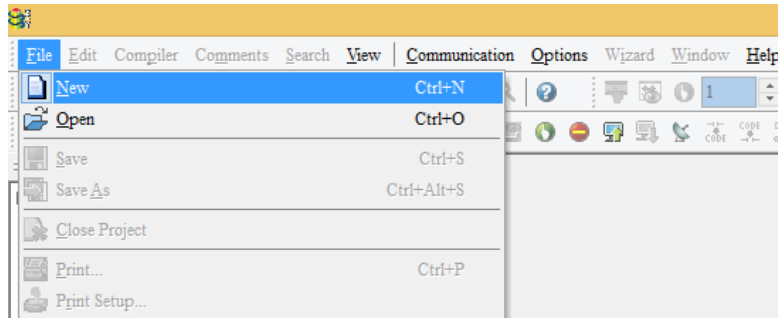 File Edit Compiler Comments Search View Communication Options Wizard Window Help
New Ctrl+N
1
Open Ctrl+O
CODE CODE
Save Ctrl+S
Save As Ctrl+Alt+S
Close Project
Print... Ctrl+P
Print Setup...